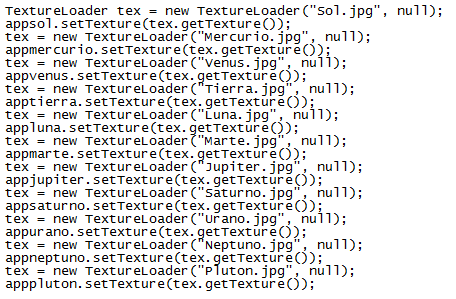 TextureLoader tex = new TextureLoader("Sol.jpg", null);
appsol.setTexture(tex.getTexture());
tex = new TextureLoader("Mercurio.jpg", null);
appmercurio.setTexture(tex.getTexture());
tex = new TextureLoader("Venus.jpg", null);
appvenus.setTexture(tex.getTexture());
tex = new TextureLoader("Tierra.jpg", null);
apptierra.setTexture(tex.getTexture());
tex = new TextureLoader("Luna.jpg", null);
appluna.setTexture(tex.getTexture());
tex = new TextureLoader("Marte.jpg", null);
appmarte.setTexture(tex.getTexture());
tex = new TextureLoader("Jupiter.jpg", null);
appjupiter.setTexture(tex.getTexture());
tex = new TextureLoader("Saturno.jpg", null);
appsaturno.setTexture(tex.getTexture());
tex = new TextureLoader("Urano.jpg", null);
appurano.setTexture(tex.getTexture());
tex = new TextureLoader("Neptuno.jpg", null);
appneptuno.setTexture(tex.getTexture());
tex = new TextureLoader("Pluton.jpg", null);
apppluton.setTexture(tex.getTexture());